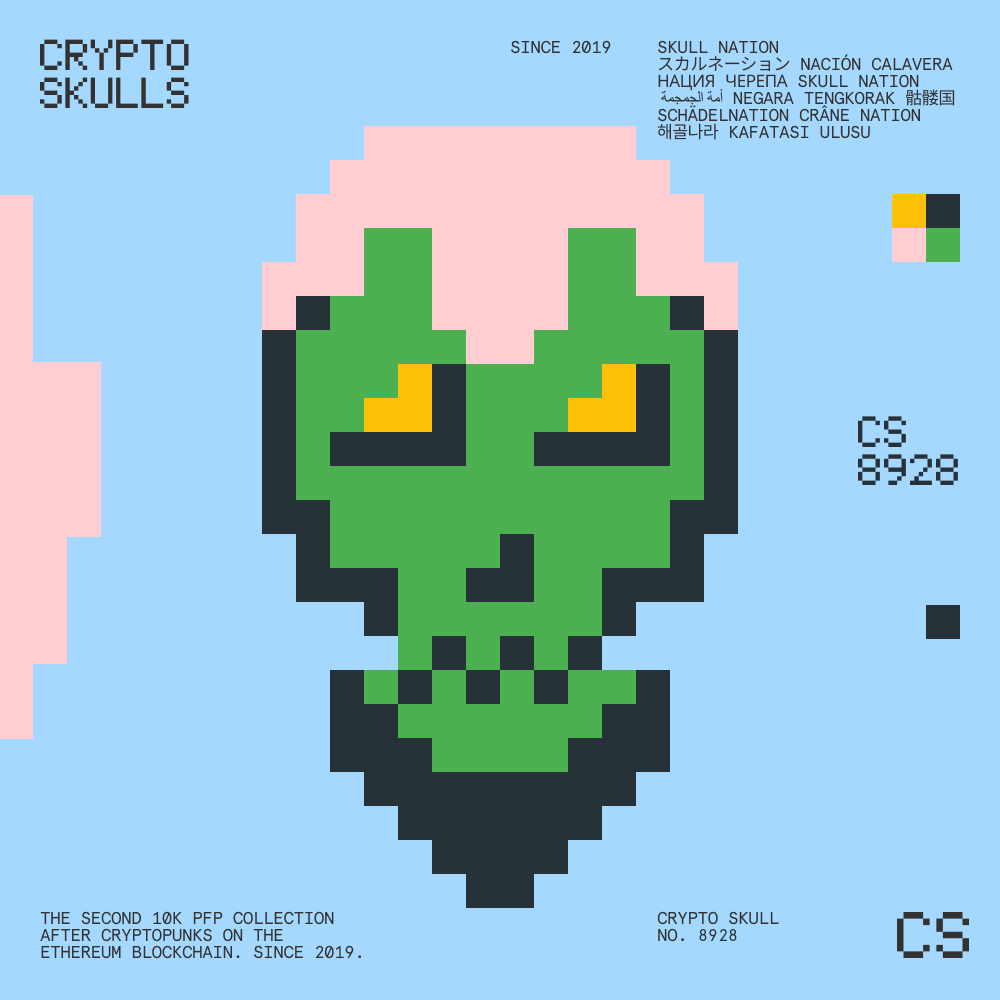 CRYPTO
SKULLS
SINCE 2019
SKULL NATION
スカルネーション NACIÓN CALAVERA
НАЦИЯ ЧЕРЕПА SKULL NATION
أمة الجمجمة NEGARA TENGKORAK 骷髅国
SCHÄDELNATION CRÂNE NATION
해골나라 KAFATASI ULUSU
CS
8928
THE SECOND 10K PFP COLLECTION
AFTER CRYPTOPUNKS ON THE
ETHEREUM BLOCKCHAIN. SINCE 2019.
CRYPTO SKULL
NO. 8928
CS